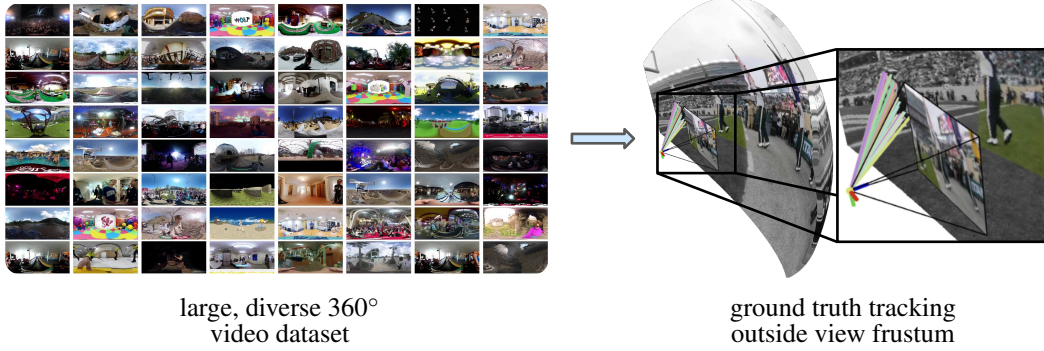 large, diverse 360°
video dataset
ground truth tracking
outside view frustum